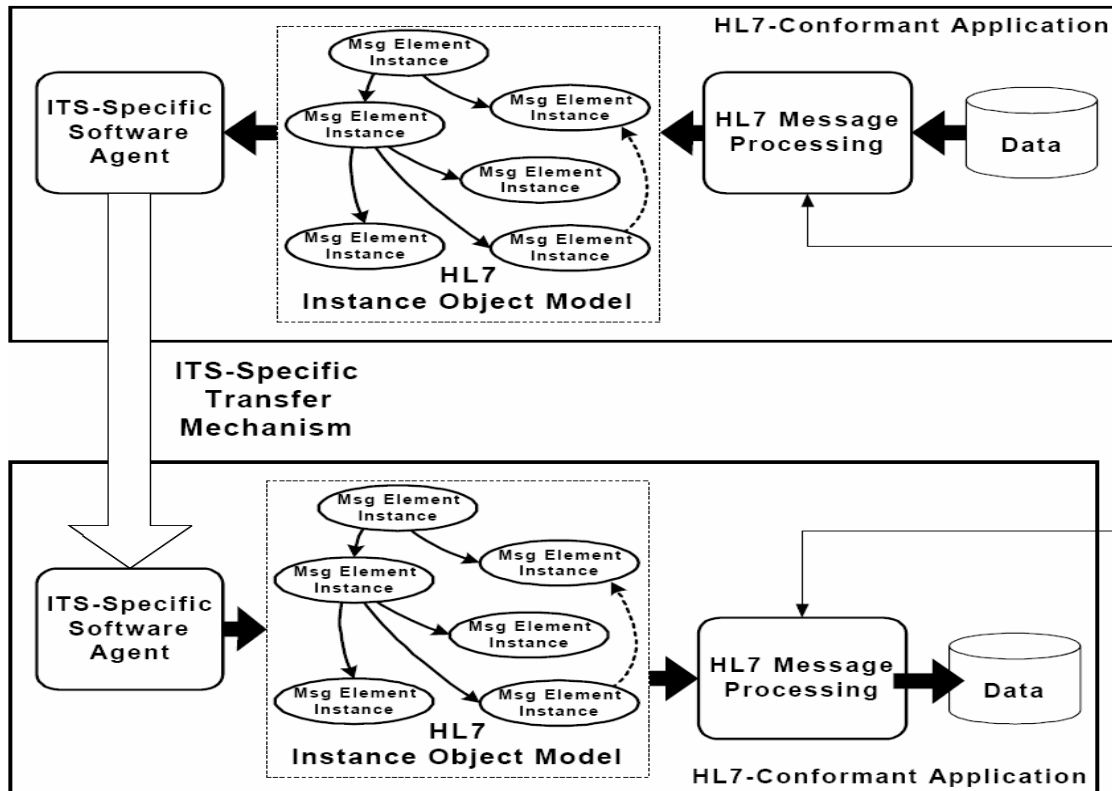 HL7-Conformant Application
Msg Element
Instance
ITS-Specific
Software
Agent
Msg Element
Instance
Msg Element
Instance
HL7 Message
Processing
Data
Msg Element
Instance
Msg Element
Instance
Msg Element
Instance
HL7
Instance Object Model
ITS-Specific
Transfer
Mechanism
Msg Element
Instance
Msg Element
Instance
Msg Element
Instance
ITS-Specific
Software
Agent
Msg Element
Instance
HL7 Message
Processing
Data
Msg Element
Instance
Msg Element
Instance
HL7
Instance Object Model
HL7-Conformant Application